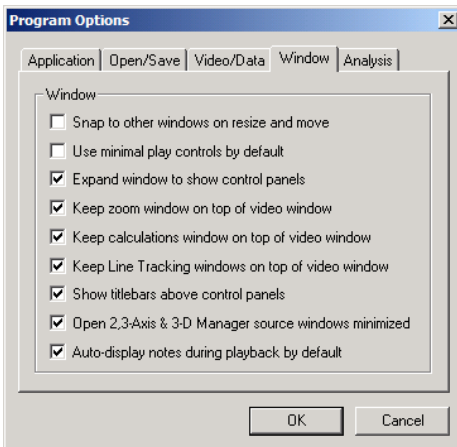 Program Options
Application Open/Save Video/Data Window Analysis
Window
Snap to other windows on resize and move
Use minimal play controls by default
Expand window to show control panels
Keep zoom window on top of video window
Keep calculations window on top of video window
Keep Line Tracking windows on top of video window
Show titlebars above control panels
Open 2,3-Axis & 3-D Manager source windows minimized
Auto-display notes during playback by default
OK Cancel